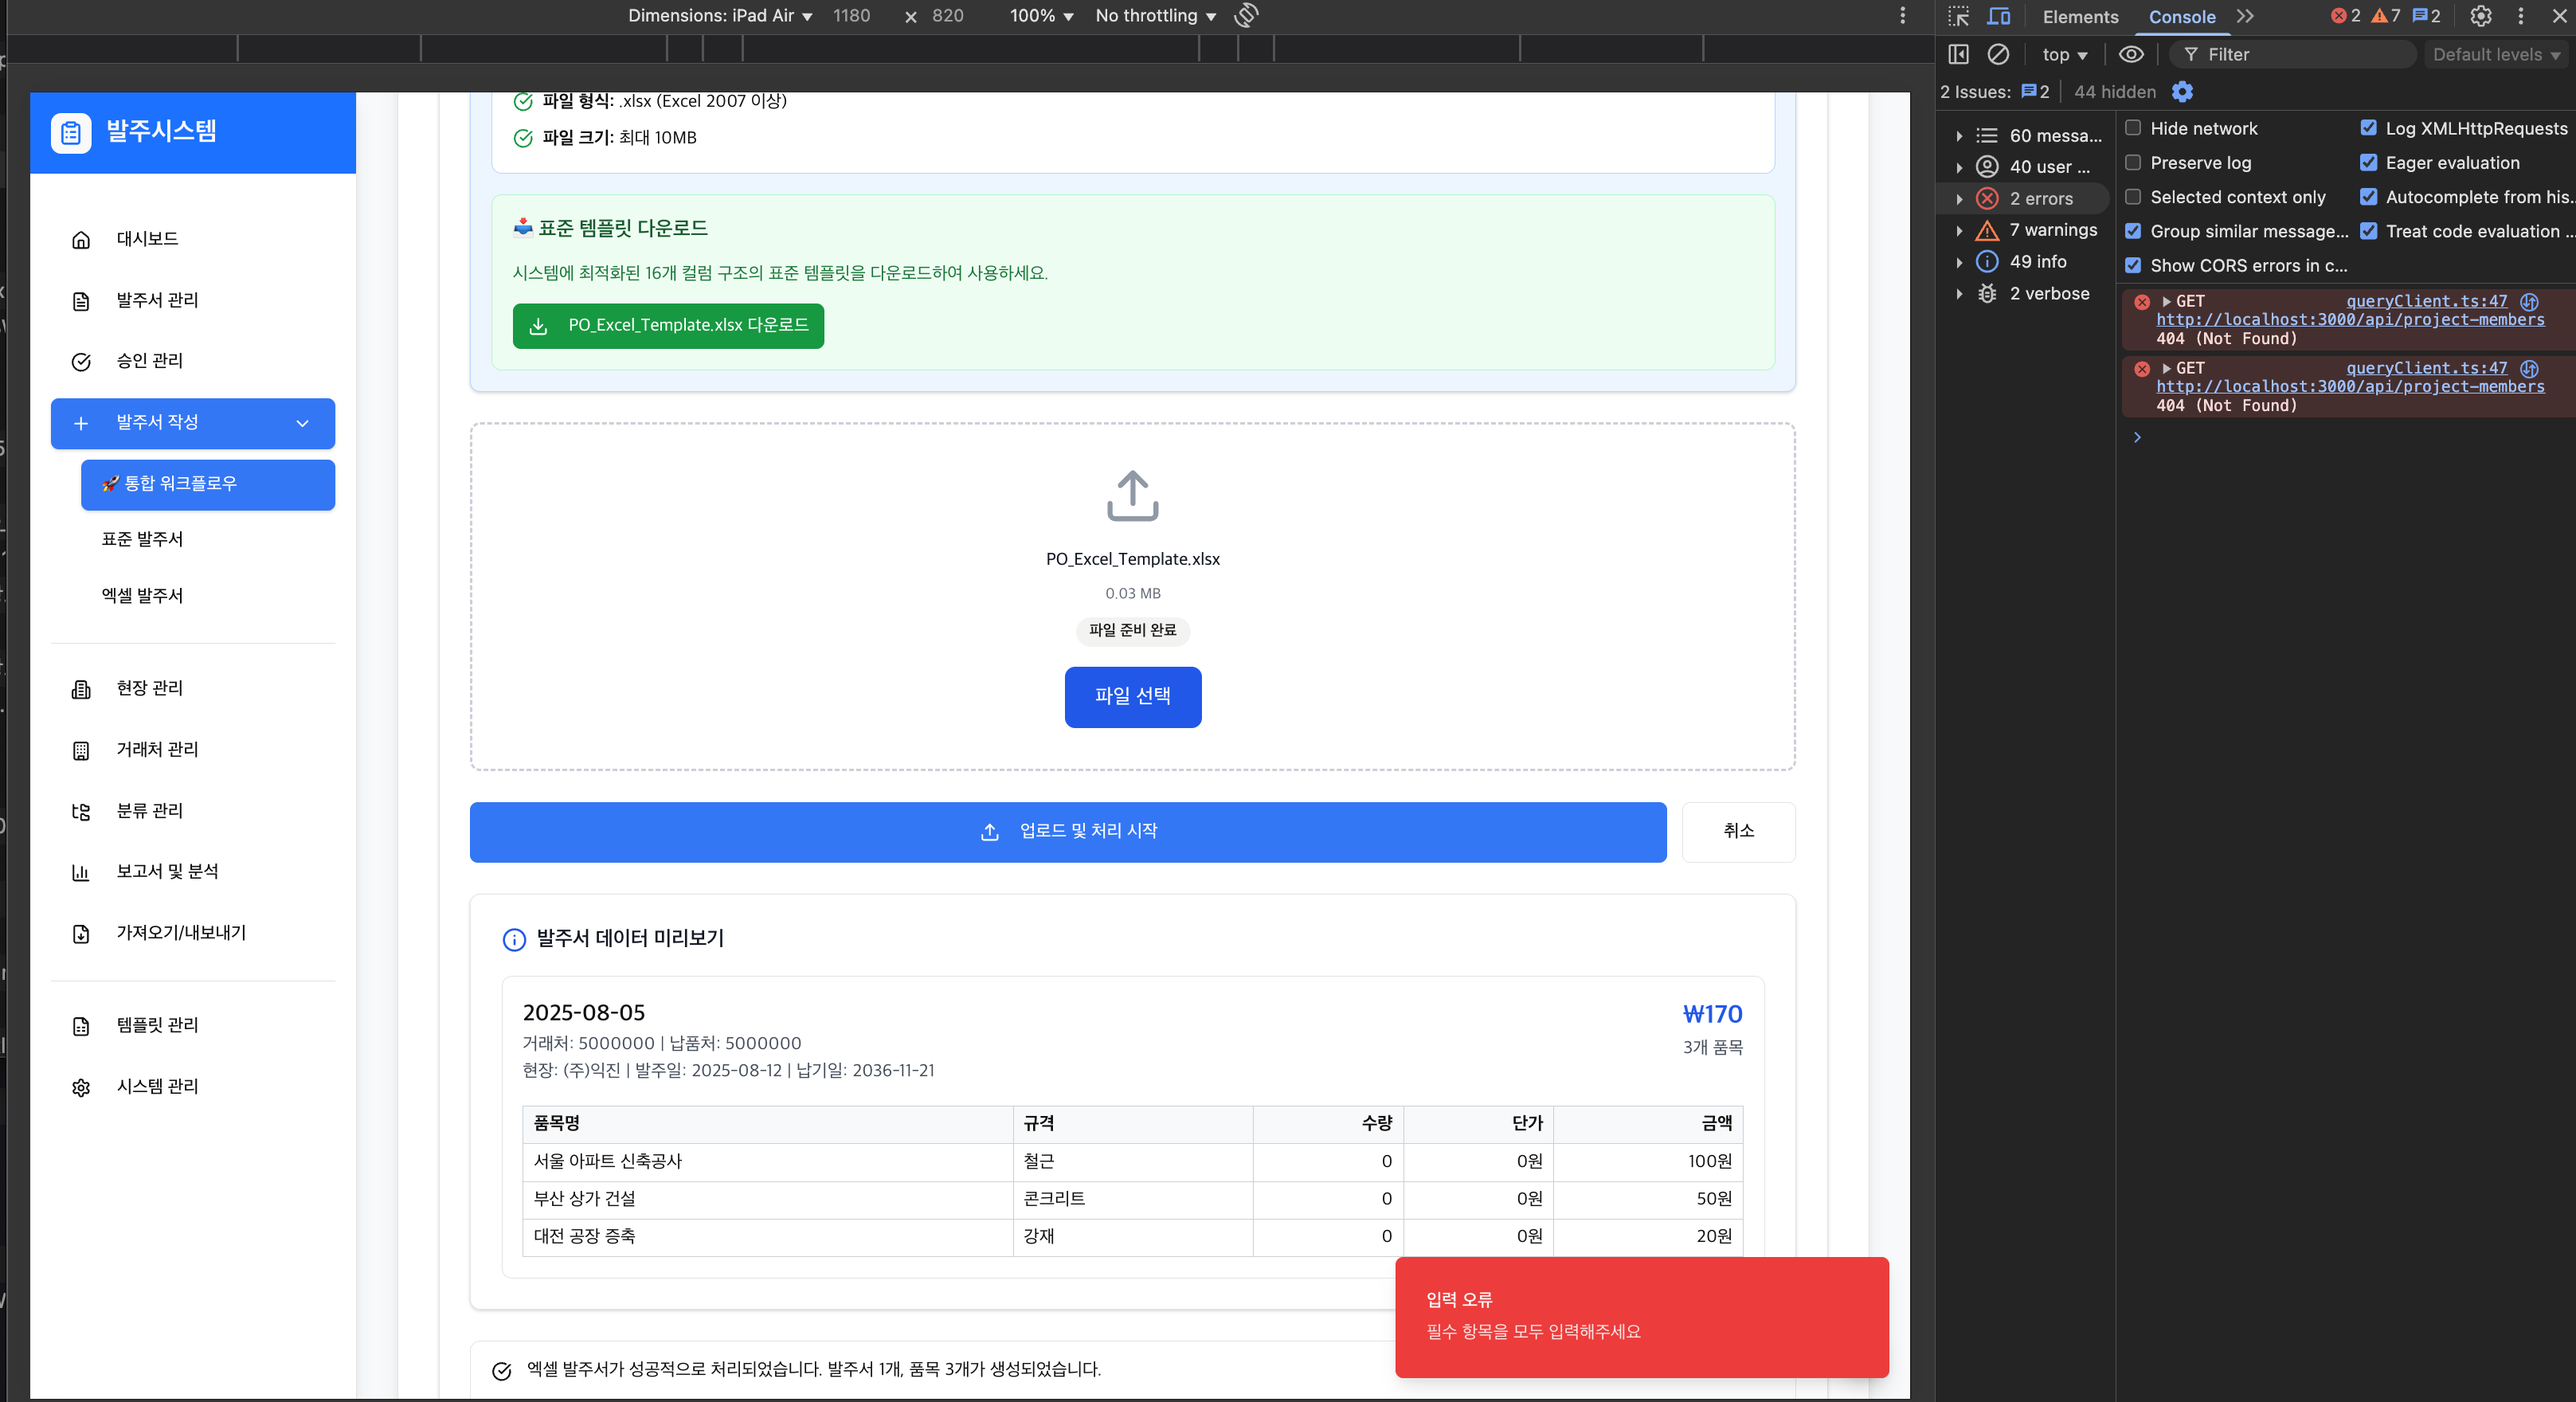 Dimensions: iPad Air ▼ 1180 × 820 100% ▼ No throttling ▼
Elements Console 2 7 2
top ▼ Filter Default levels ▼
2 Issues: 2 44 hidden
60 messa...
40 user ...
2 errors
7 warnings
49 info
2 verbose
Hide network
Log XMLHttpRequests
Preserve log
Eager evaluation
Selected context only
Autocomplete from his...
Group similar message...
Treat code evaluation ...
Show CORS errors in c...
GET queryClient.ts:47
http://localhost:3000/api/project-members
404 (Not Found)
GET queryClient.ts:47
http://localhost:3000/api/project-members
404 (Not Found)
발주시스템
대시보드
발주서 관리
승인 관리
발주서 작성
🚀 통합 워크플로우
표준 발주서
엑셀 발주서
현장 관리
거래처 관리
분류 관리
보고서 및 분석
가져오기/내보내기
템플릿 관리
시스템 관리
파일 형식: .xlsx (Excel 2007 이상)
파일 크기: 최대 10MB
📥 표준 템플릿 다운로드
시스템에 최적화된 16개 컬럼 구조의 표준 템플릿을 다운로드하여 사용하세요.
PO_Excel_Template.xlsx 다운로드
PO_Excel_Template.xlsx
0.03 MB
파일 준비 완료
파일 선택
업로드 및 처리 시작
취소
발주서 데이터 미리보기
2025-08-05 ₩170
거래처: 5000000 | 납품처: 5000000 3개 품목
현장: (주)익진 | 발주일: 2025-08-12 | 납기일: 2036-11-21
품목명 규격 수량 단가 금액
서울 아파트 신축공사 철근 0 0원 100원
부산 상가 건설 콘크리트 0 0원 50원
대전 공장 증축 강재 0 0원 20원
입력 오류
필수 항목을 모두 입력해주세요
엑셀 발주서가 성공적으로 처리되었습니다. 발주서 1개, 품목 3개가 생성되었습니다.